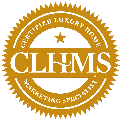 CERTIFIED LUXURY HOME
CLHMS
MARKETING SPECIALIST